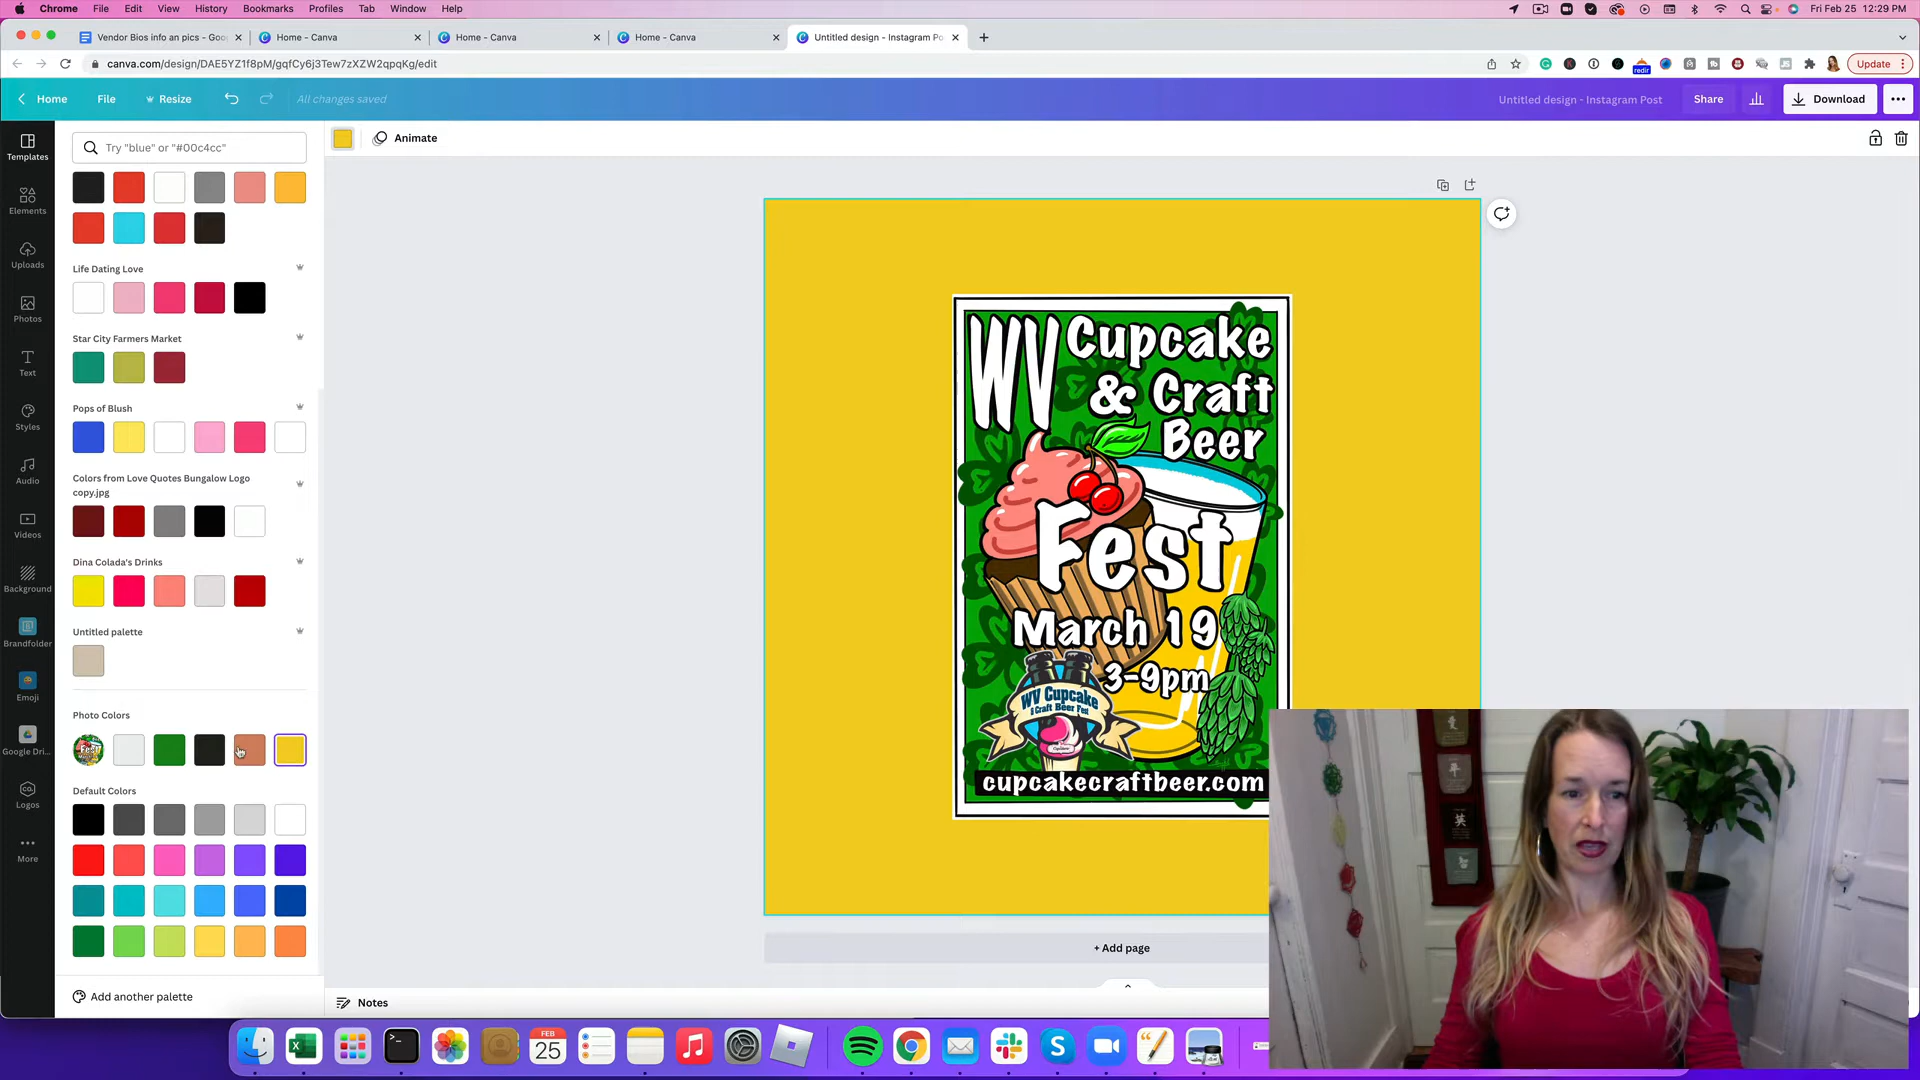 Chrome File Edit View History Bookmarks Profiles Tab Window Help
Fri Feb 25 12:29 PM
Vendor Bios info an pics - Goo
Home - Canva
Home - Canva
Home - Canva
Untitled design - Instagram Po
canva.com/design/DAE5YZ1f8pM/gqfCy6j3Tew7zXZW2qpqKg/edit
redir
Update
Home
File
Resize
All changes saved
Untitled design - Instagram Post
Share
Download
Templates
Elements
Uploads
Photos
Text
Styles
Audio
Videos
Background
Brandfolder
Emoji
Google Dri...
Logos
More
Try "blue" or "#00c4cc"
Life Dating Love
Star City Farmers Market
Pops of Blush
Colors from Love Quotes Bungalow Logo
copy.jpg
Dina Colada's Drinks
Untitled palette
Photo Colors
Default Colors
Add another palette
Animate
WV Cupcake
& Craft
Beer
Fest
March 19
3-9pm
WV Cupcake
& Craft Beer Fest
cupcakecraftbeer.com
+ Add page
Notes
FEB
25